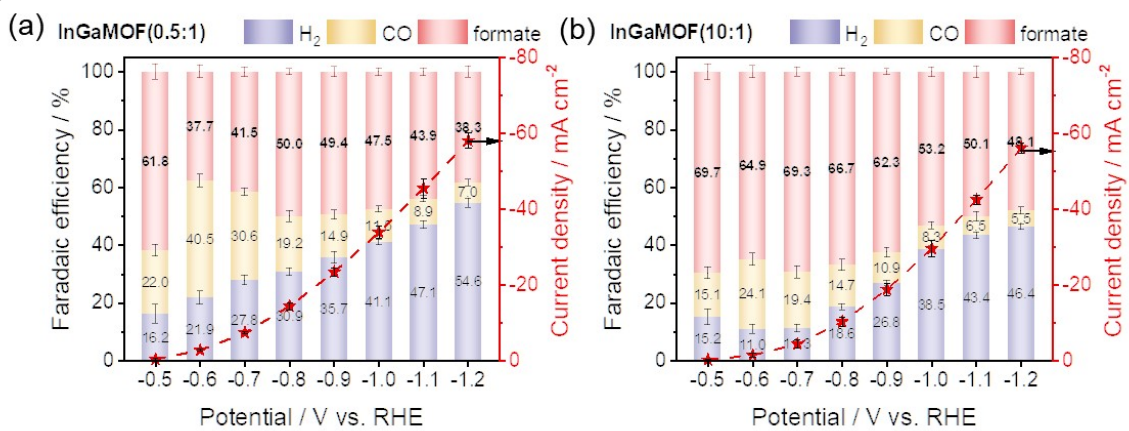 (a) InGaMOF(0.5:1) H2 CO formate
Faradaic efficiency / %
100
80
60
40
20
0
61.8 37.7 41.5 50.0 49.4 47.5 43.9 38.3
22.0 40.5 30.6 19.2 14.9 8.9 7.0
16.2 21.9 27.8 30.9 35.7 41.1 47.1 54.6
-80
-60
-40
-20
0
Current density / mA cm-2
-0.5 -0.6 -0.7 -0.8 -0.9 -1.0 -1.1 -1.2
Potential / V vs. RHE
(b) InGaMOF(10:1) H2 CO formate
Faradaic efficiency / %
100
80
60
40
20
0
69.7 64.9 69.3 66.7 62.3 53.2 50.1 48.1
15.1 24.1 19.4 14.7 10.9 8.3 6.5 5.5
15.2 11.0 11.3 18.6 26.8 38.5 43.4 46.4
-80
-60
-40
-20
0
Current density / mA cm-2
-0.5 -0.6 -0.7 -0.8 -0.9 -1.0 -1.1 -1.2
Potential / V vs. RHE